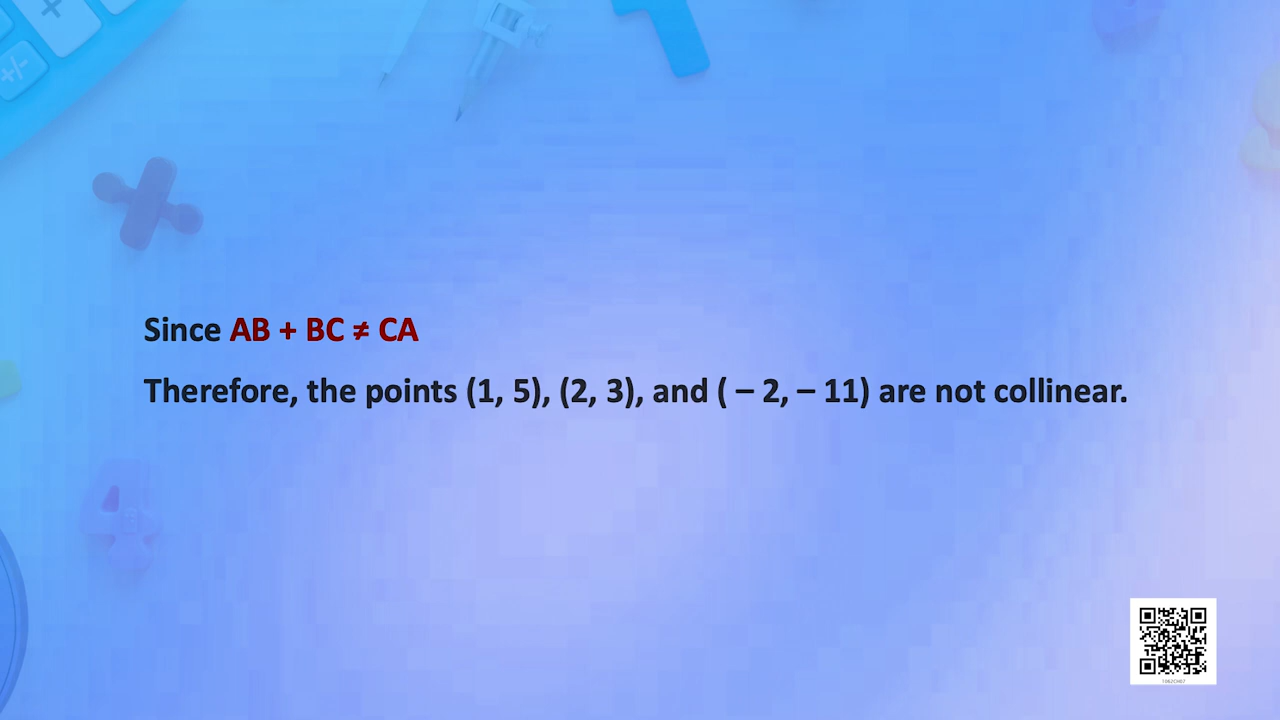 Since AB + BC ≠ CA
Therefore, the points (1, 5), (2, 3), and ( – 2, – 11) are not collinear.